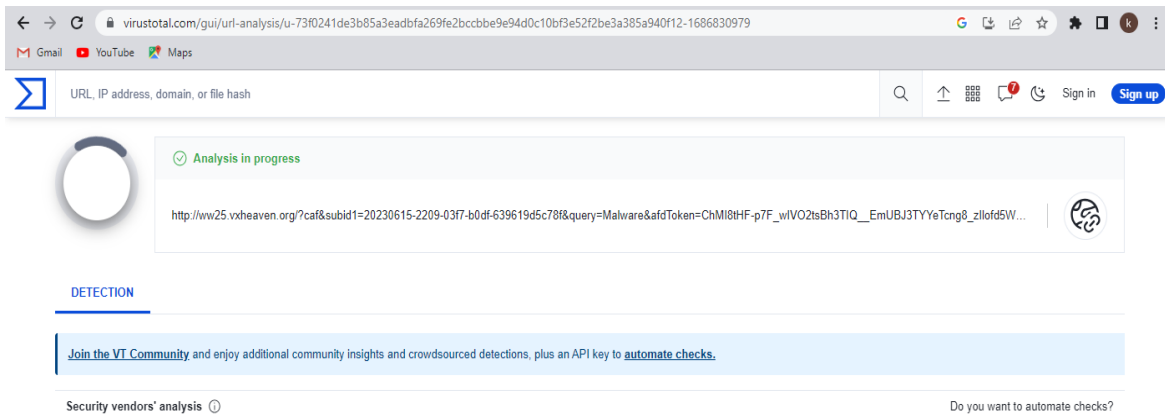 virustotal.com/gui/url-analysis/u-73f0241de3b85a3eadbfa269fe2bccbbe9e94d0c10bf3e52f2be3a385a940f12-1686830979
G
k
Gmail YouTube Maps
URL, IP address, domain, or file hash
7
Sign in
Sign up
Analysis in progress
http://ww25.vxheaven.org/?caf&subid1=20230615-2209-03f7-b0df-639619d5c78f&query=Malware&afdToken=ChMI8tHF-p7F_wIVO2tsBh3TIQ__EmUBJ3TYYeTcng8_zlIofd5W...
DETECTION
Join the VT Community and enjoy additional community insights and crowdsourced detections, plus an API key to automate checks.
Security vendors' analysis
Do you want to automate checks?